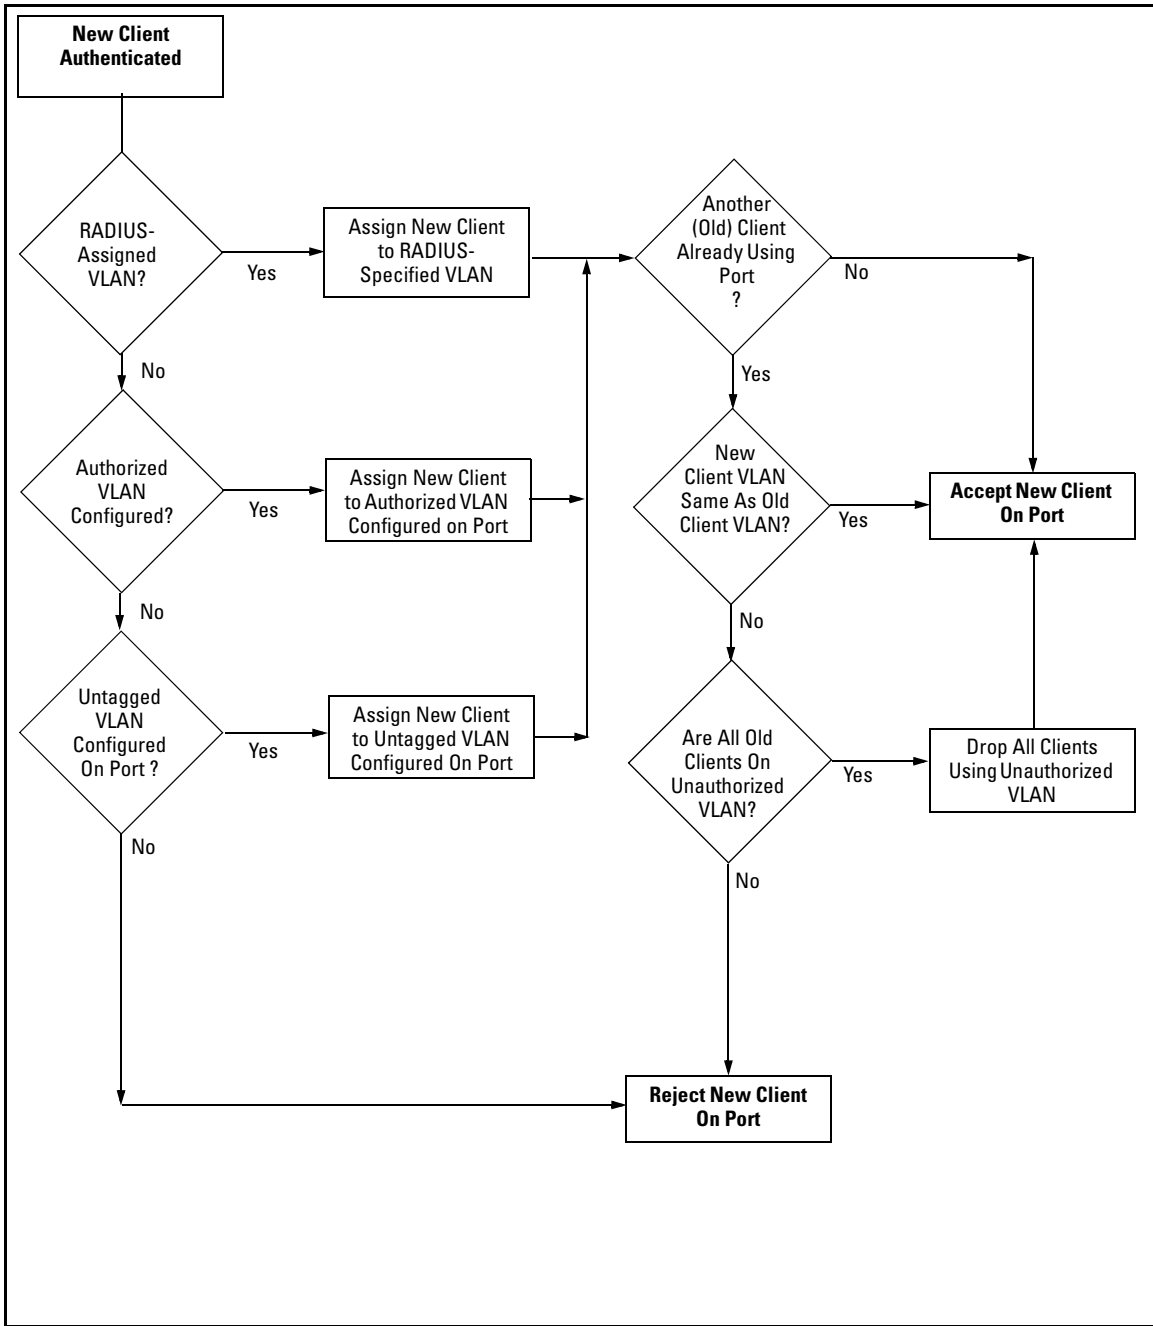 New Client
Authenticated
RADIUS-
Assigned
VLAN?
Yes
Assign New Client
to RADIUS-
Specified VLAN
Another
(Old) Client
Already Using
Port
?
No
No
Yes
Authorized
VLAN
Configured?
Yes
Assign New Client
to Authorized VLAN
Configured on Port
New
Client VLAN
Same As Old
Client VLAN?
Yes
Accept New Client
On Port
No
No
Untagged
VLAN
Configured
On Port ?
Yes
Assign New Client
to Untagged VLAN
Configured On Port
Are All Old
Clients On
Unauthorized
VLAN?
Yes
Drop All Clients
Using Unauthorized
VLAN
No
No
Reject New Client
On Port